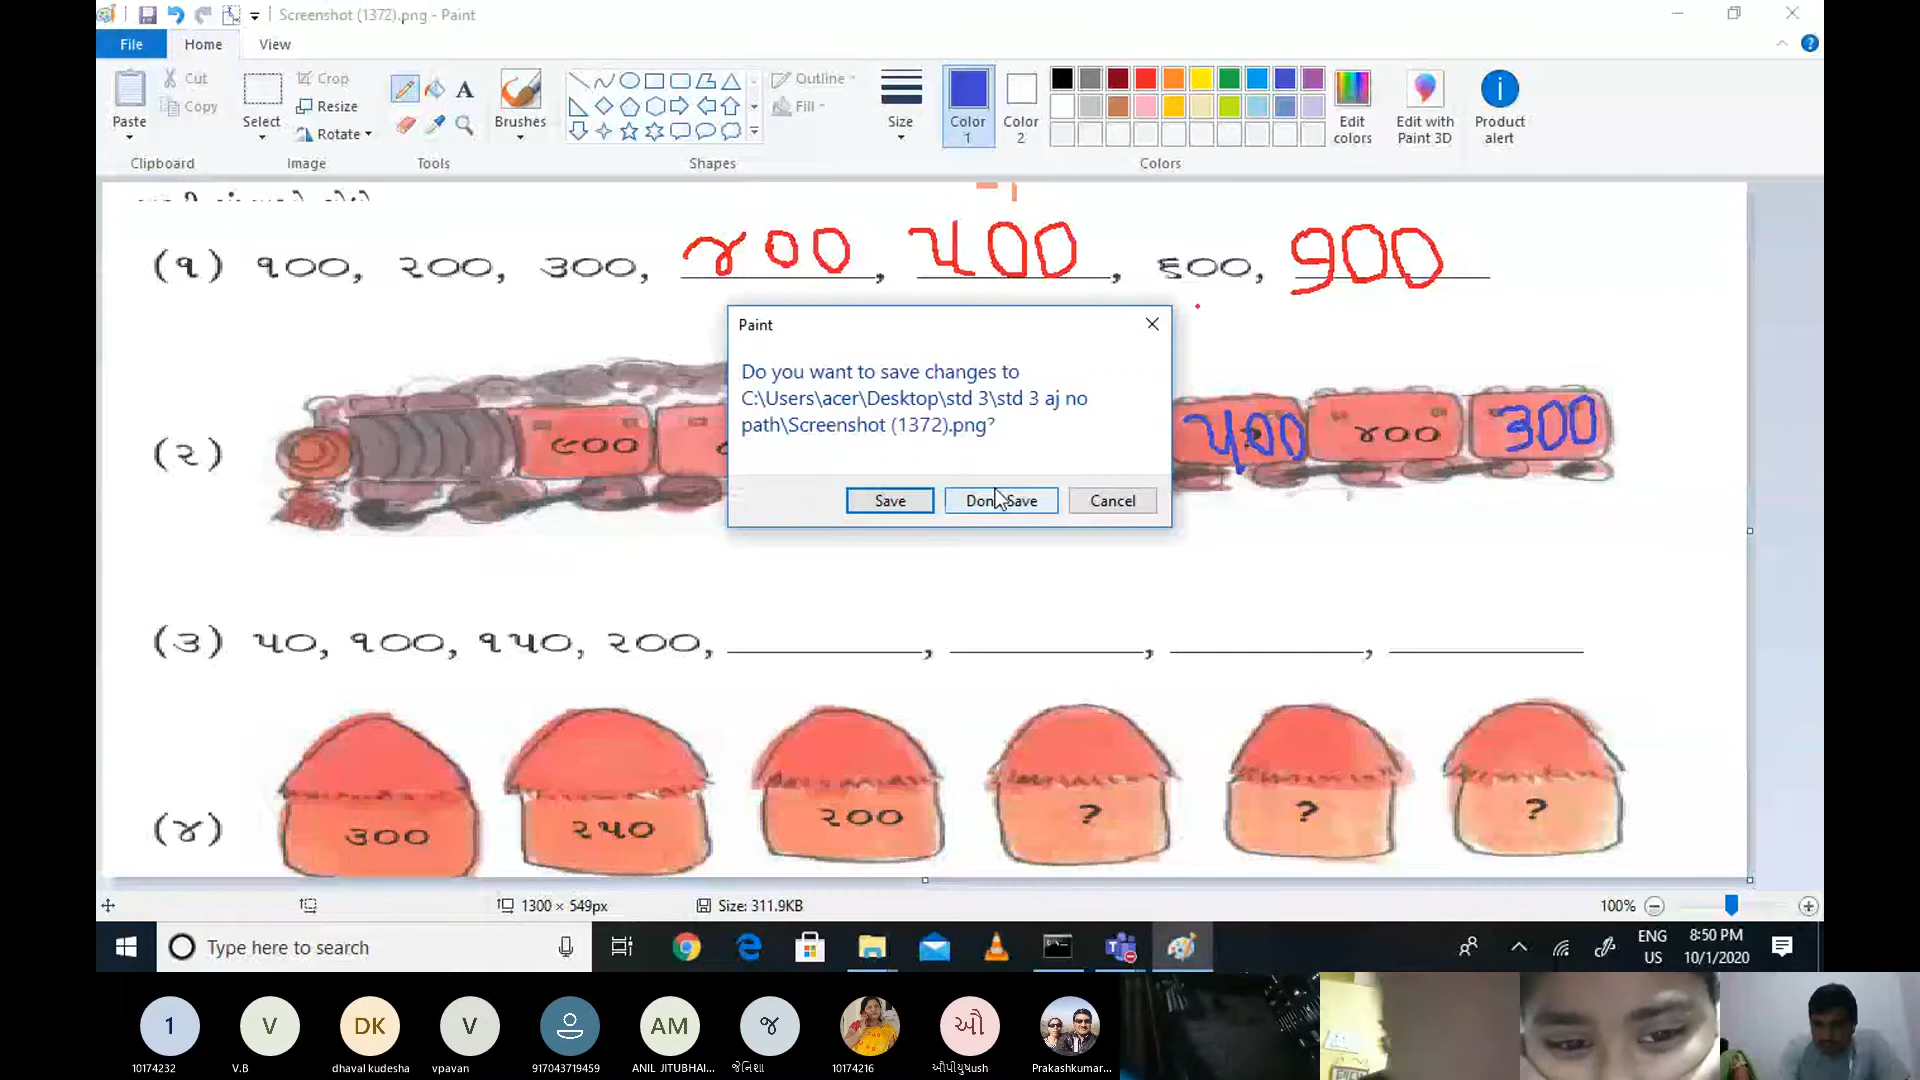 Screenshot (1372).png - Paint
File Home View
Paste Cut Copy Select Crop Resize Rotate Brushes Outline Fill Size Color 1 Color 2 Edit colors Edit with Paint 3D Product alert
Clipboard Image Tools Shapes Colors
(૧) ૧૦૦, ૨૦૦, ૩૦૦, ૪૦૦, ૫૦૦, ૬૦૦, ૭૦૦
Paint
Do you want to save changes to
C:\Users\acer\Desktop\std 3\std 3 aj no
path\Screenshot (1372).png?
Save Don't Save Cancel
(૨) ૯૦૦ ૫૦૦ ૪૦૦ 300
(૩) ૫૦, ૧૦૦, ૧૫૦, ૨૦૦,
(૪) ૩૦૦ ૨૫૦ ૨૦૦ ? ? ?
1300 × 549px Size: 311.9KB 100%
Type here to search ENG US 8:50 PM 10/1/2020
1 V DK V AM જ ઔ
10174232 V.B dhaval kudesha vpavan 917043719459 ANIL JITUBHAI... જેનિશા 10174216 ઔપીયુષush Prakashkumar...